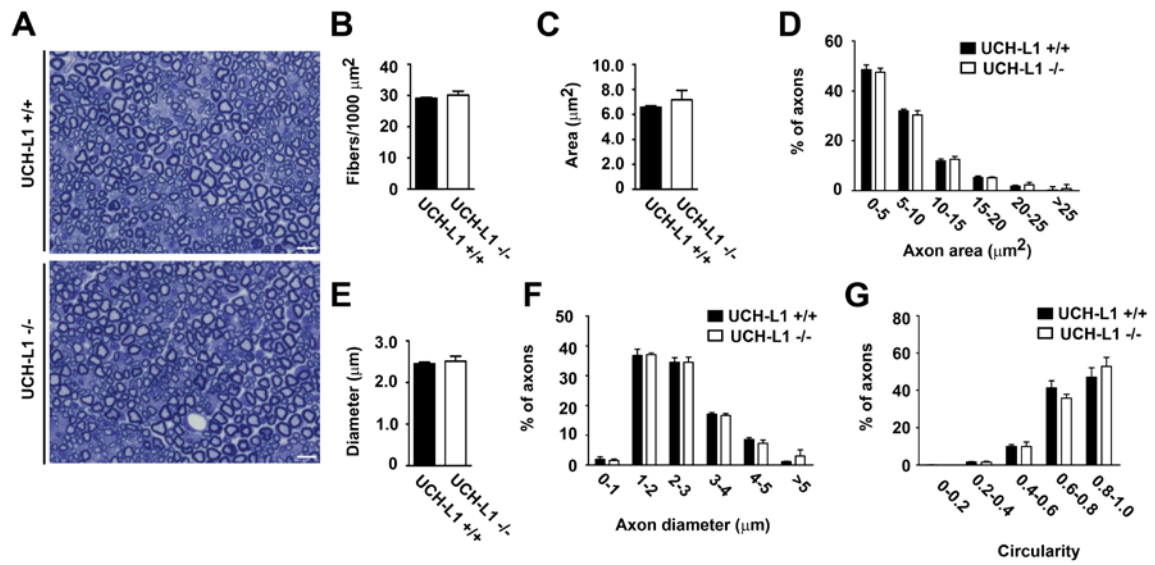 A
UCH-L1 +/+
UCH-L1 -/-
B
Fibers/1000 μm2
40
30
20
10
0
UCH-L1 +/+
UCH-L1 -/-
C
Area (μm2)
10.0
8.0
6.0
4.0
2.0
0.0
UCH-L1 +/+
UCH-L1 -/-
D
% of axons
60
40
20
0
UCH-L1 +/+
UCH-L1 -/-
0-5
5-10
10-15
15-20
20-25
>25
Axon area (μm2)
E
Diameter (μm)
3.0
2.0
1.0
0.0
UCH-L1 +/+
UCH-L1 -/-
F
% of axons
50
40
30
20
10
0
UCH-L1 +/+
UCH-L1 -/-
0-1
1-2
2-3
3-4
4-5
>5
Axon diameter (μm)
G
% of axons
80
60
40
20
0
UCH-L1 +/+
UCH-L1 -/-
0-0.2
0.2-0.4
0.4-0.6
0.6-0.8
0.8-1.0
Circularity